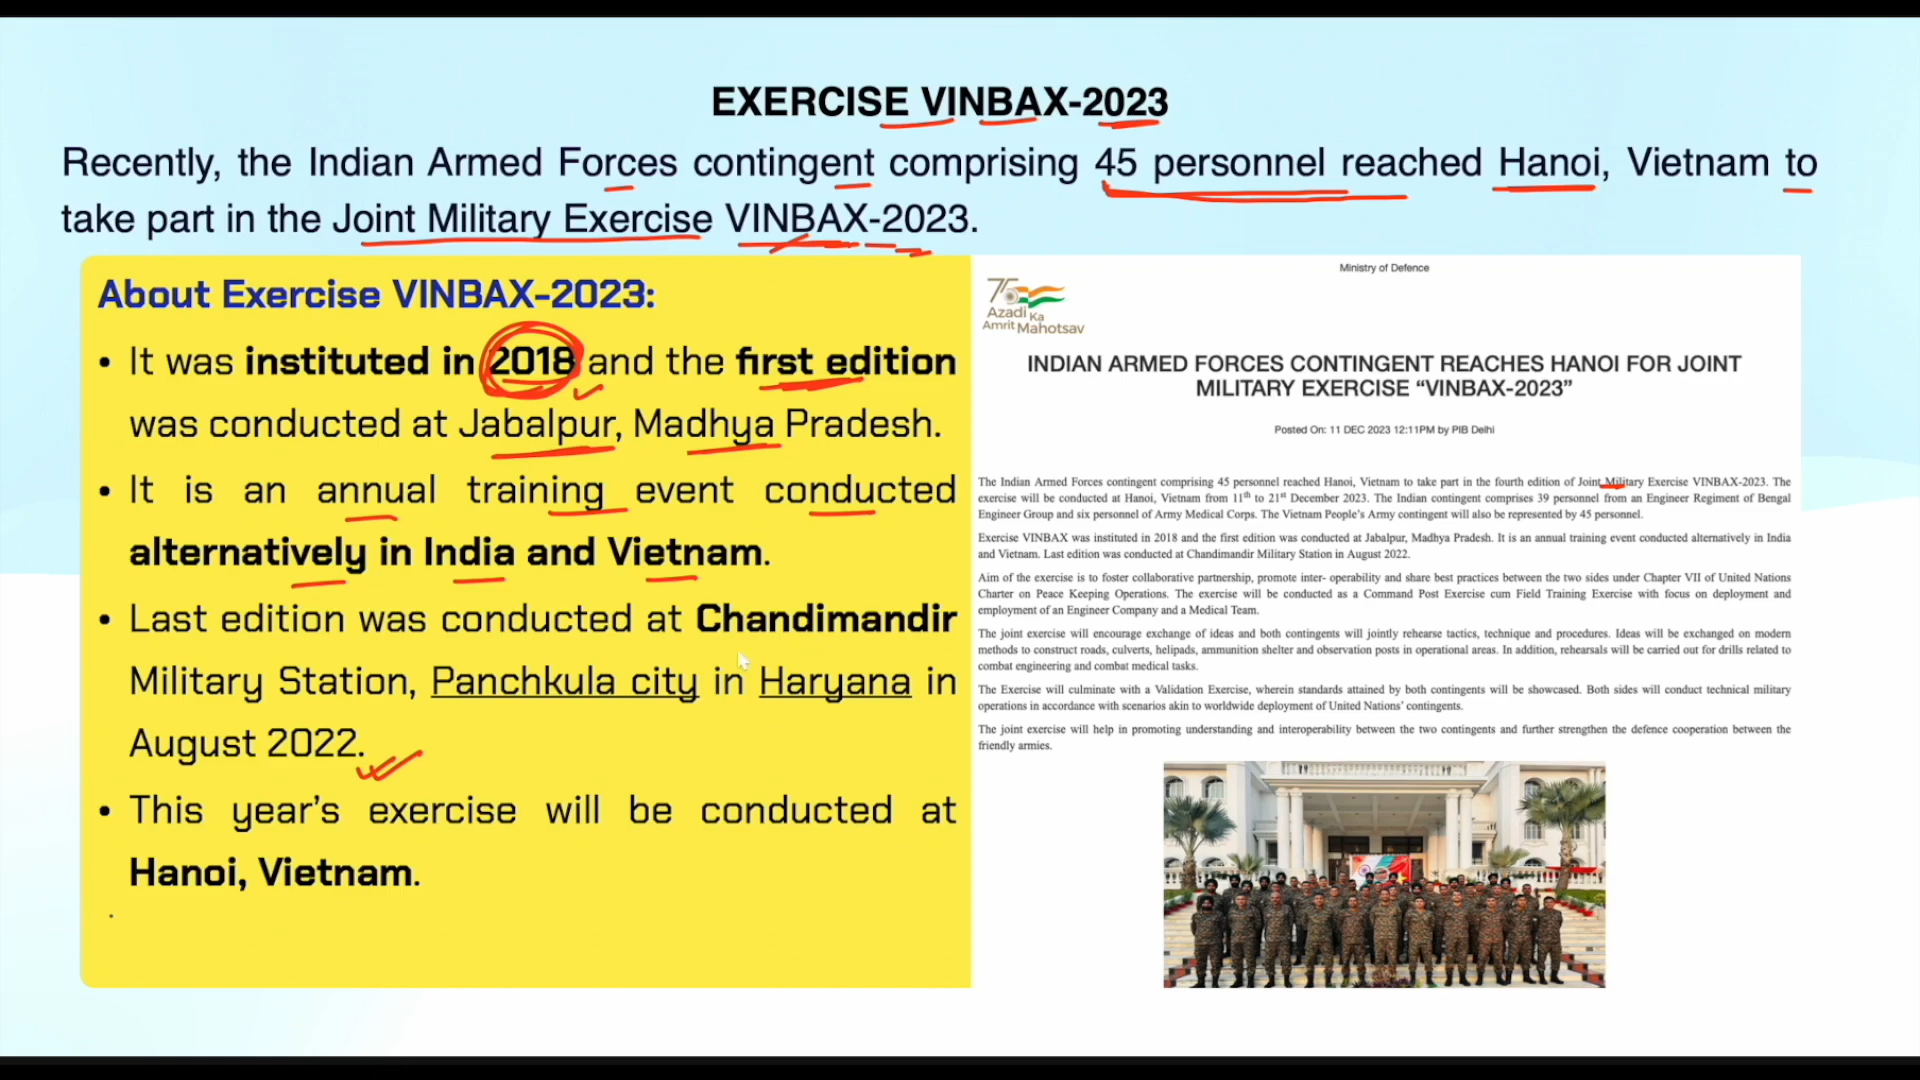 EXERCISE VINBAX-2023
Recently, the Indian Armed Forces contingent comprising 45 personnel reached Hanoi, Vietnam to
take part in the Joint Military Exercise VINBAX-2023.
About Exercise VINBAX-2023:
• It was instituted in 2018 and the first edition
was conducted at Jabalpur, Madhya Pradesh.
• It is an annual training event conducted
alternatively in India and Vietnam.
• Last edition was conducted at Chandimandir
Military Station, Panchkula city in Haryana in
August 2022.
• This year’s exercise will be conducted at
Hanoi, Vietnam.
Ministry of Defence
75
Azadi Ka
Amrit Mahotsav
INDIAN ARMED FORCES CONTINGENT REACHES HANOI FOR JOINT
MILITARY EXERCISE “VINBAX-2023”
Posted On: 11 DEC 2023 12:11PM by PIB Delhi
The Indian Armed Forces contingent comprising 45 personnel reached Hanoi, Vietnam to take part in the fourth edition of Joint Military Exercise VINBAX-2023. The
exercise will be conducted at Hanoi, Vietnam from 11th to 21st December 2023. The Indian contingent comprises 39 personnel from an Engineer Regiment of Bengal
Engineer Group and six personnel of Army Medical Corps. The Vietnam People’s Army contingent will also be represented by 45 personnel.
Exercise VINBAX was instituted in 2018 and the first edition was conducted at Jabalpur, Madhya Pradesh. It is an annual training event conducted alternatively in India
and Vietnam. Last edition was conducted at Chandimandir Military Station in August 2022.
Aim of the exercise is to foster collaborative partnership, promote inter- operability and share best practices between the two sides under Chapter VII of United Nations
Charter on Peace Keeping Operations. The exercise will be conducted as a Command Post Exercise cum Field Training Exercise with focus on deployment and
employment of an Engineer Company and a Medical Team.
The joint exercise will encourage exchange of ideas and both contingents will jointly rehearse tactics, technique and procedures. Ideas will be exchanged on modern
methods to construct roads, culverts, helipads, ammunition shelter and observation posts in operational areas. In addition, rehearsals will be carried out for drills related to
combat engineering and combat medical tasks.
The Exercise will culminate with a Validation Exercise, wherein standards attained by both contingents will be showcased. Both sides will conduct technical military
operations in accordance with scenarios akin to worldwide deployment of United Nations’ contingents.
The joint exercise will help in promoting understanding and interoperability between the two contingents and further strengthen the defence cooperation between the
friendly armies.